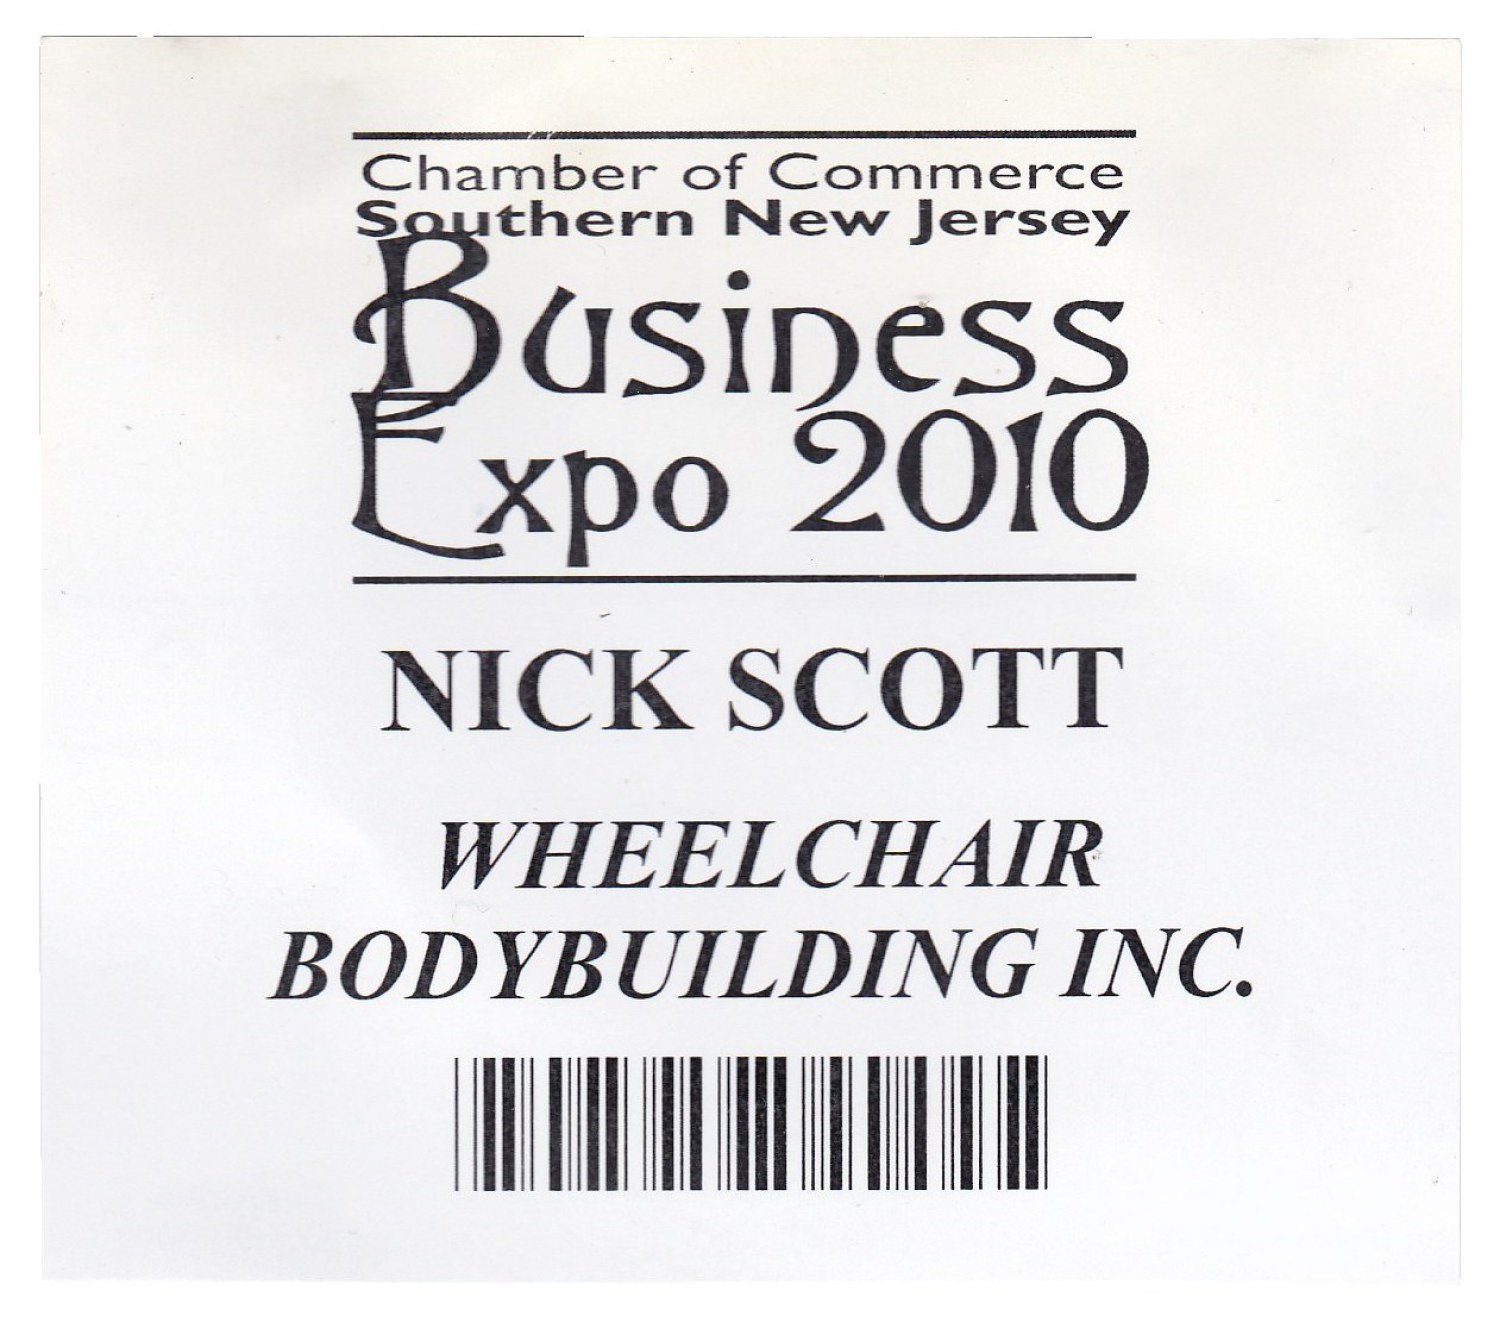 Chamber of Commerce
Southern New Jersey
Business
Expo 2010
NICK SCOTT
WHEELCHAIR
BODYBUILDING INC.